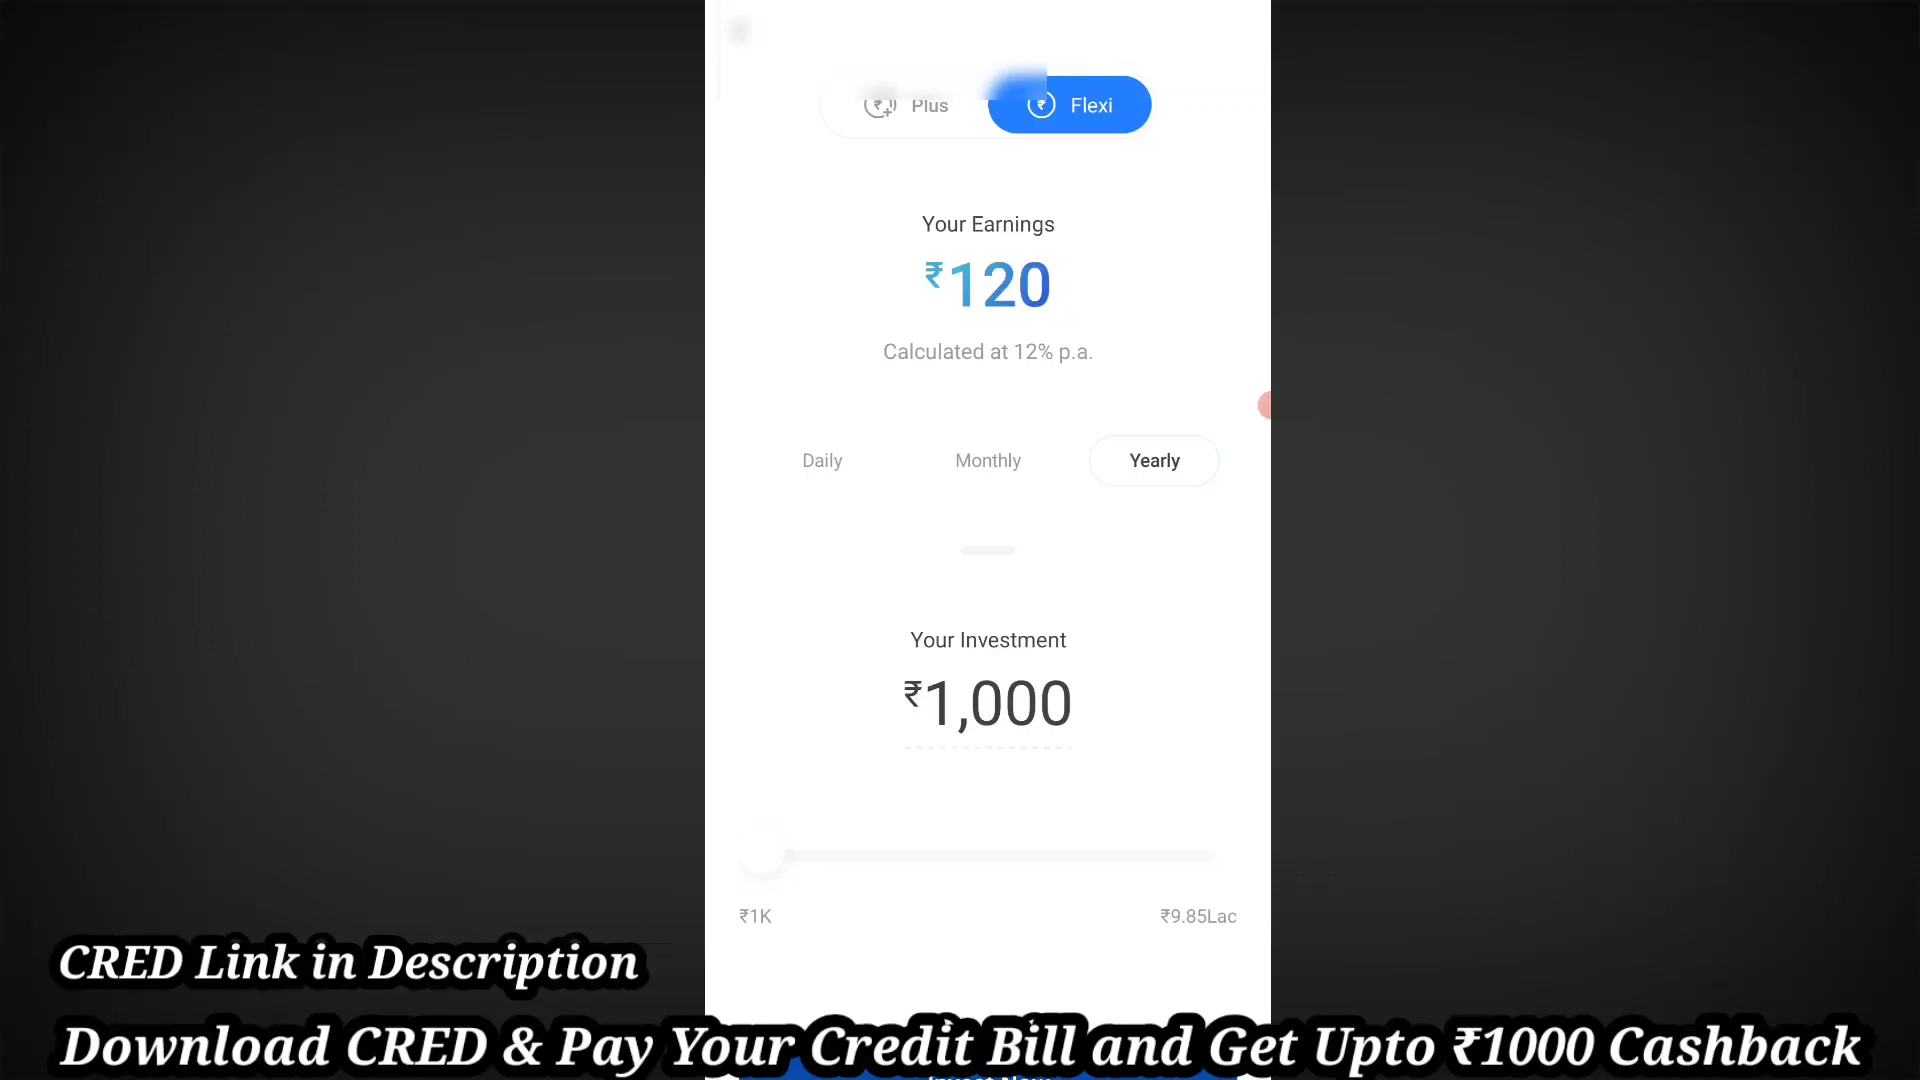 Plus
Flexi
Your Earnings
₹120
Calculated at 12% p.a.
Daily
Monthly
Yearly
Your Investment
₹1,000
₹1K
₹9.85Lac
CRED Link in Description
Download CRED & Pay Your Credit Bill and Get Upto ₹1000 Cashback